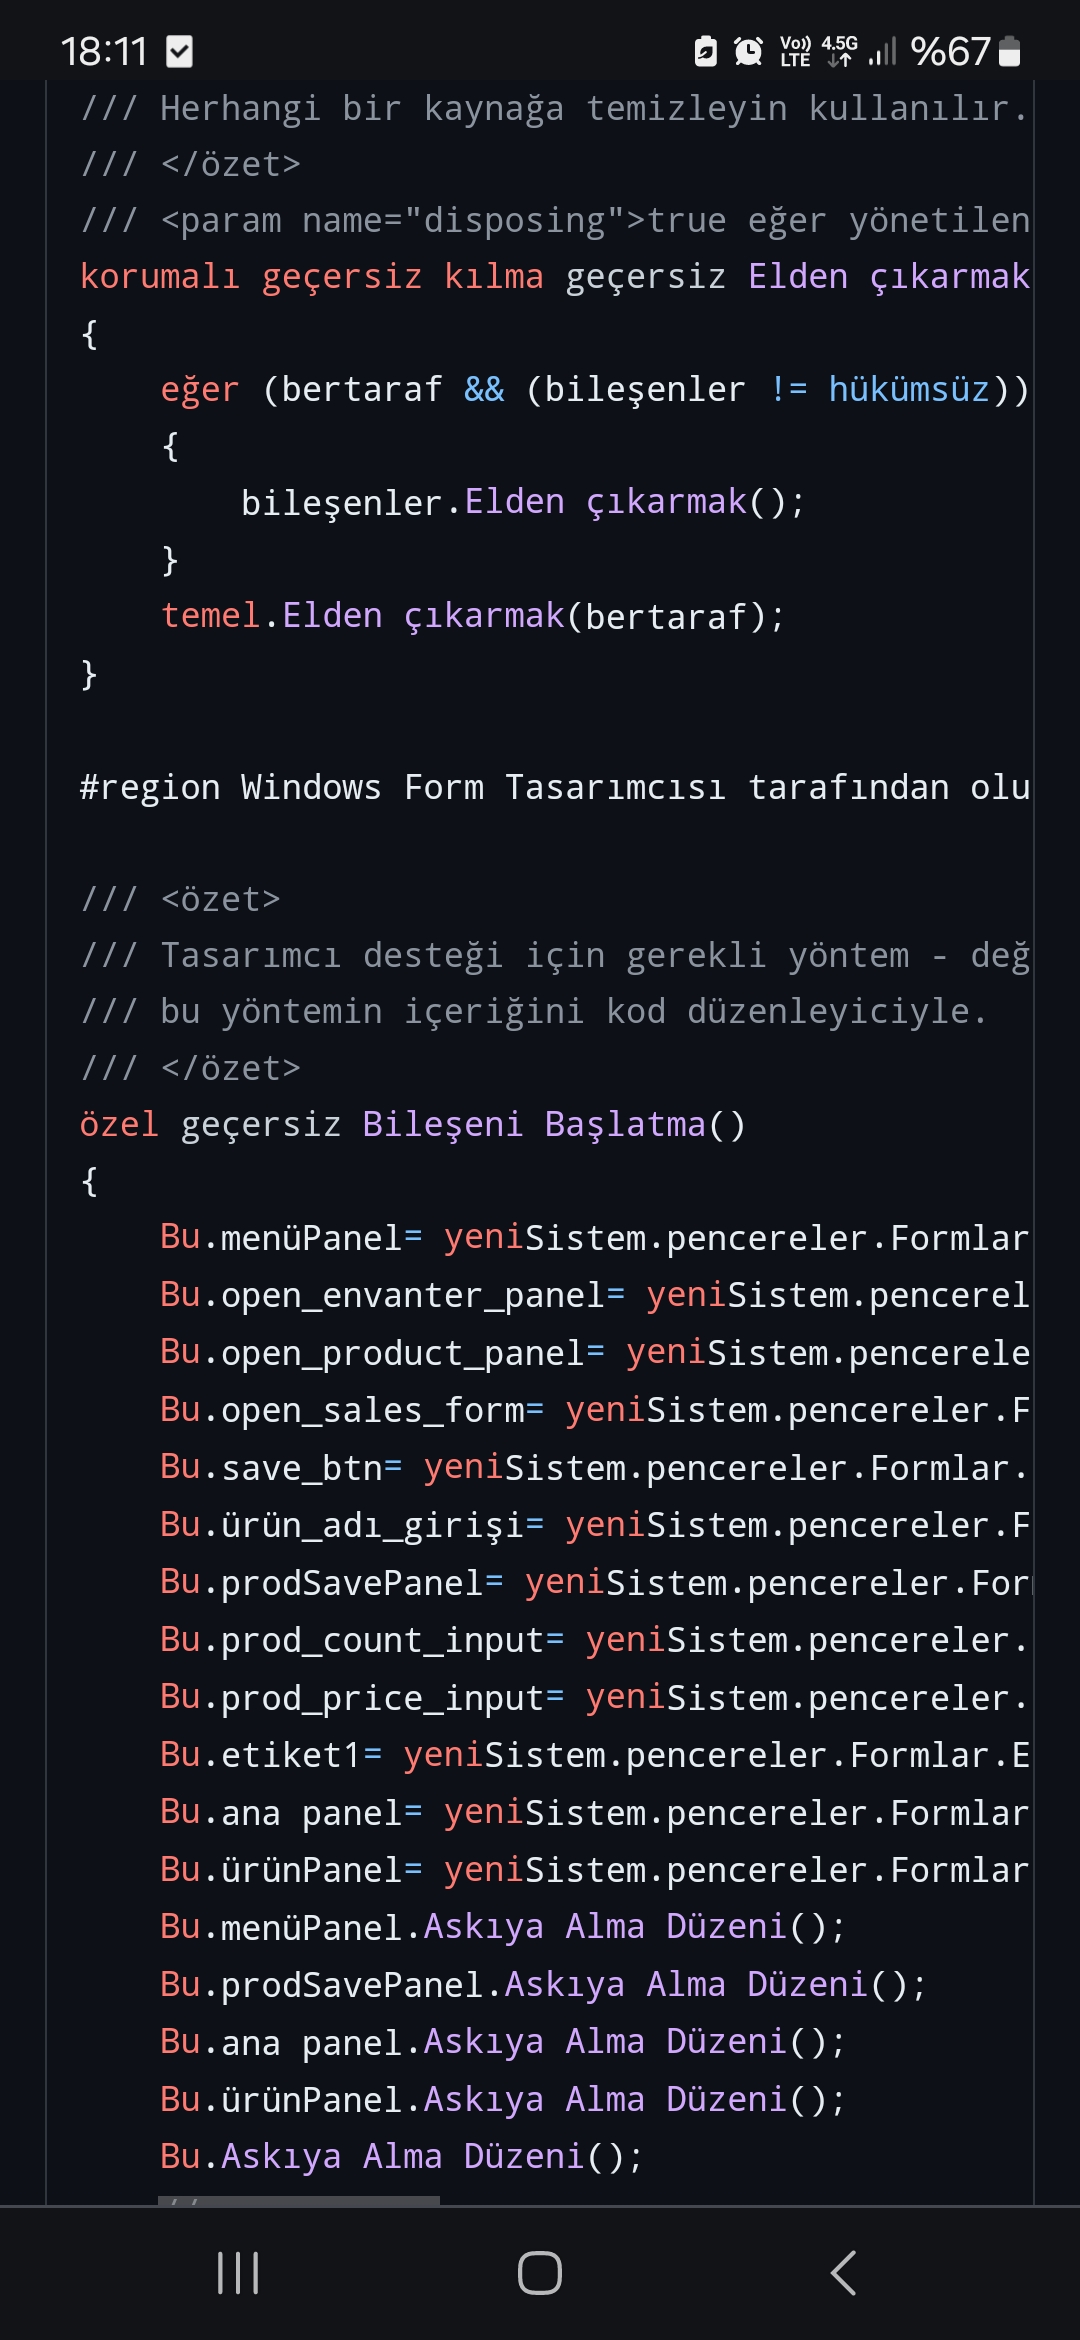 18:11 Vo)) LTE 4.5G %67
/// Herhangi bir kaynağa temizleyin kullanılır.
/// </özet>
/// <param name="disposing">true eğer yönetilen
korumalı geçersiz kılma geçersiz Elden çıkarmak
{
eğer (bertaraf && (bileşenler != hükümsüz))
{
bileşenler.Elden çıkarmak();
}
temel.Elden çıkarmak(bertaraf);
}
#region Windows Form Tasarımcısı tarafından olu
/// <özet>
/// Tasarımcı desteği için gerekli yöntem - değ
/// bu yöntemin içeriğini kod düzenleyiciyle.
/// </özet>
özel geçersiz Bileşeni Başlatma()
{
Bu.menüPanel= yeniSistem.pencereler.Formlar
Bu.open_envanter_panel= yeniSistem.pencerel
Bu.open_product_panel= yeniSistem.pencerele
Bu.open_sales_form= yeniSistem.pencereler.F
Bu.save_btn= yeniSistem.pencereler.Formlar.
Bu.ürün_adı_girişi= yeniSistem.pencereler.F
Bu.prodSavePanel= yeniSistem.pencereler.For
Bu.prod_count_input= yeniSistem.pencereler.
Bu.prod_price_input= yeniSistem.pencereler.
Bu.etiket1= yeniSistem.pencereler.Formlar.E
Bu.ana panel= yeniSistem.pencereler.Formlar
Bu.ürünPanel= yeniSistem.pencereler.Formlar
Bu.menüPanel.Askıya Alma Düzeni();
Bu.prodSavePanel.Askıya Alma Düzeni();
Bu.ana panel.Askıya Alma Düzeni();
Bu.ürünPanel.Askıya Alma Düzeni();
Bu.Askıya Alma Düzeni();
//